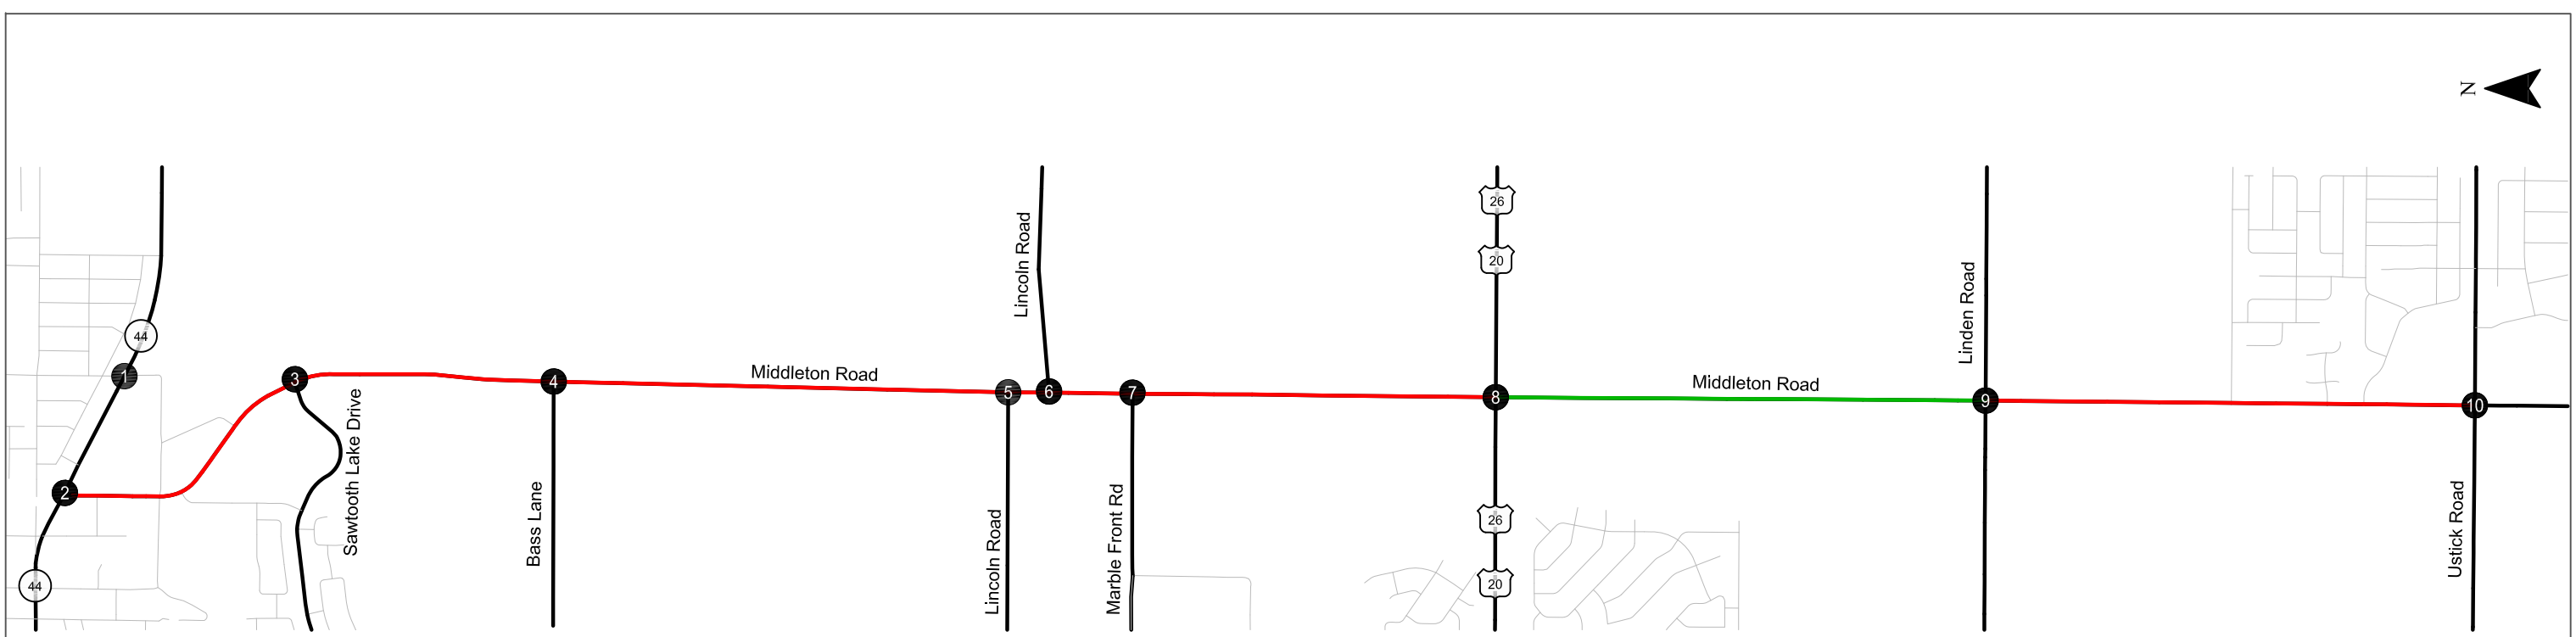 N
26
Lincoln Road
20
Linden Road
44
1
3
Middleton Road
4
5
6
7
8
Middleton Road
9
10
Sawtooth Lake Drive
2
Bass Lane
Lincoln Road
Marble Front Rd
26
Ustick Road
44
20